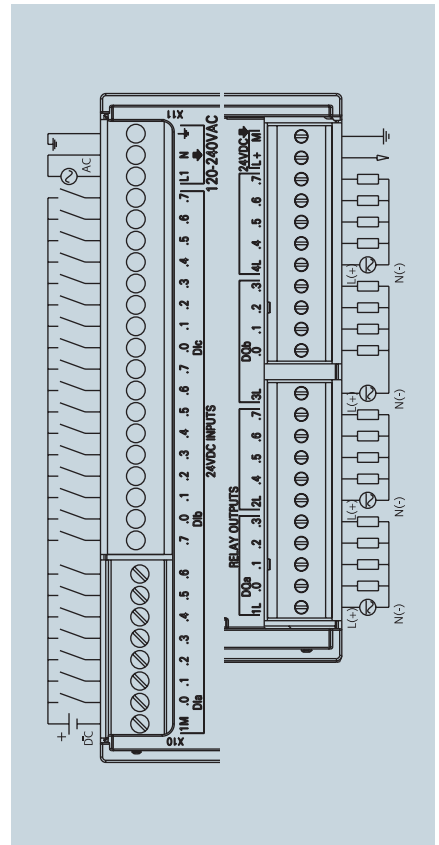 +
DC AC
X10 X11
1M .0 .1 .2 .3 .4 .5 .6 .7 .0 .1 .2 .3 .4 .5 .6 .7 .0 .1 .2 .3 .4 .5 .6 .7 L1 N
DIa DIb DIc
24VDC INPUTS 120-240VAC
RELAY OUTPUTS 24VDC
DQa DQb
1L .0 .1 .2 .3 2L .4 .5 .6 .7 3L .0 .1 .2 .3 4L .4 .5 .6 .7 L+ M
L(+) L(+) L(+) L(+)
N(-) N(-) N(-) N(-)